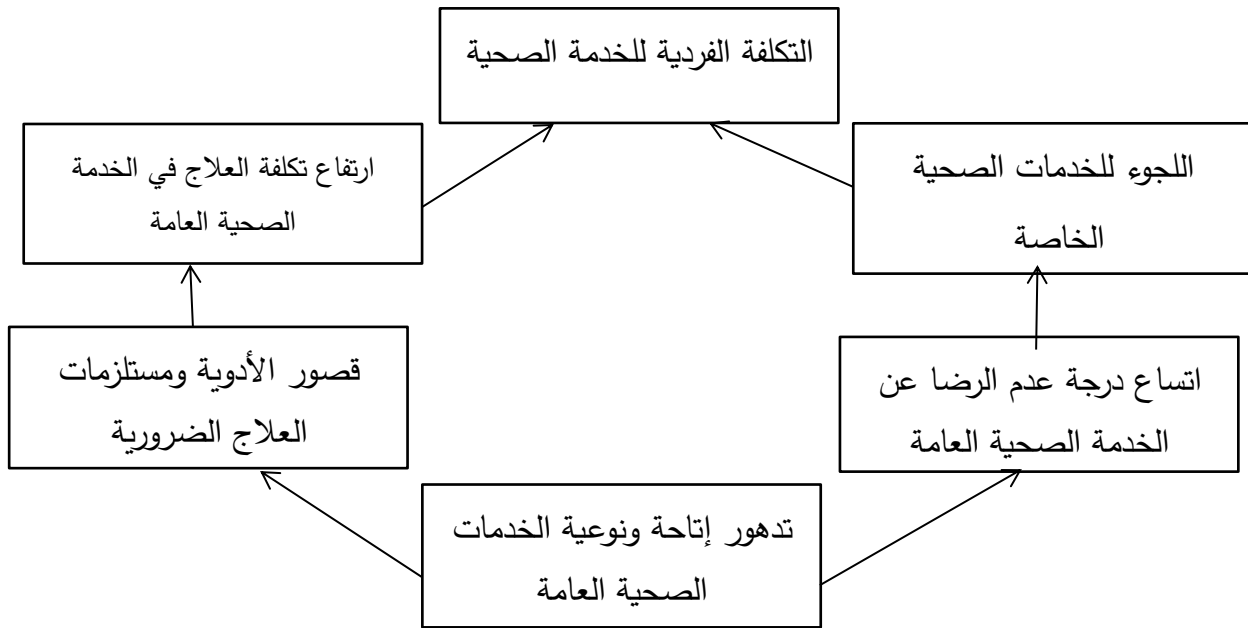 التكلفة الفردية للخدمة الصحية
اللجوء للخدمات الصحية
الخاصة
ارتفاع تكلفة العلاج في الخدمة
الصحية العامة
اتساع درجة عدم الرضا عن
الخدمة الصحية العامة
قصور الأدوية ومستلزمات
العلاج الضرورية
تدهور إتاحة ونوعية الخدمات
الصحية العامة